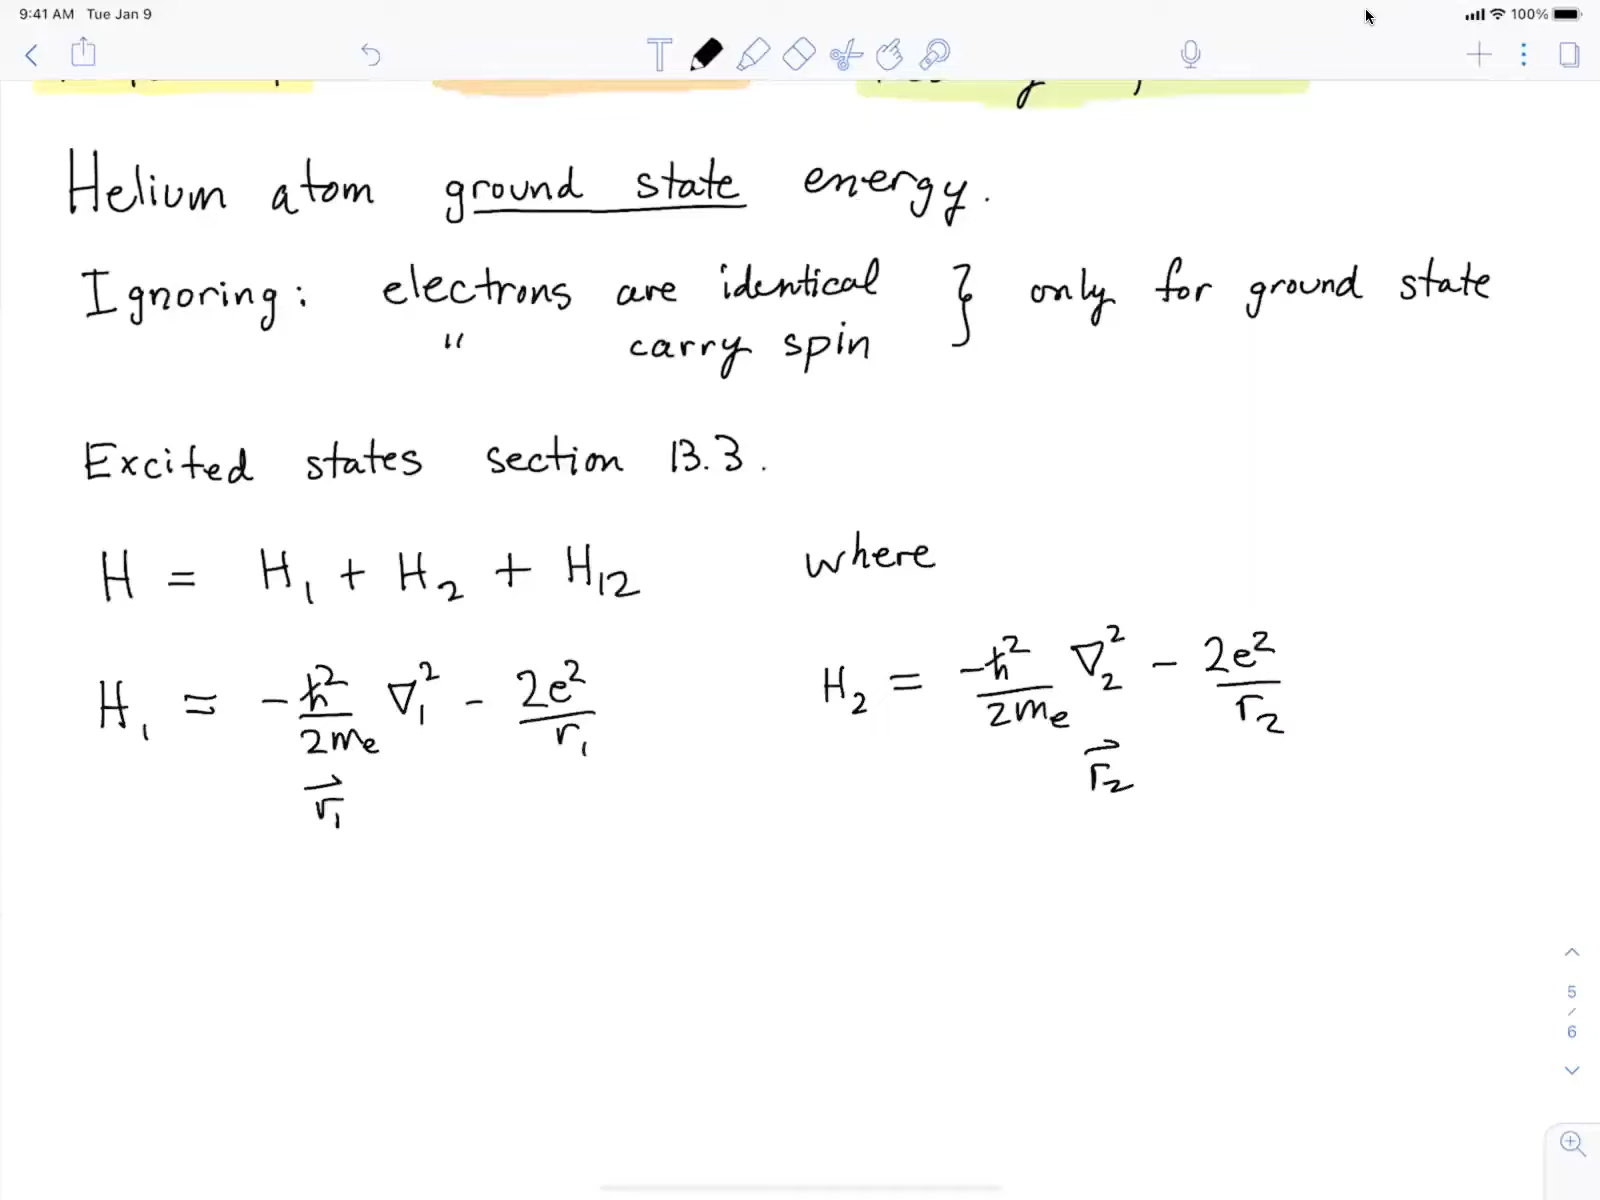 9:41 AM Tue Jan 9
100%
Helium atom ground state energy.
Ignoring: electrons are identical } only for ground state
" carry spin
Excited states section 13.3.
H = H₁ + H₂ + H₁₂ where
H₁ = -ħ²/2mₑ ∇₁² - 2e²/r₁
H₂ = -ħ²/2mₑ ∇₂² - 2e²/r₂
r⃗₁
r⃗₂
5
/
6